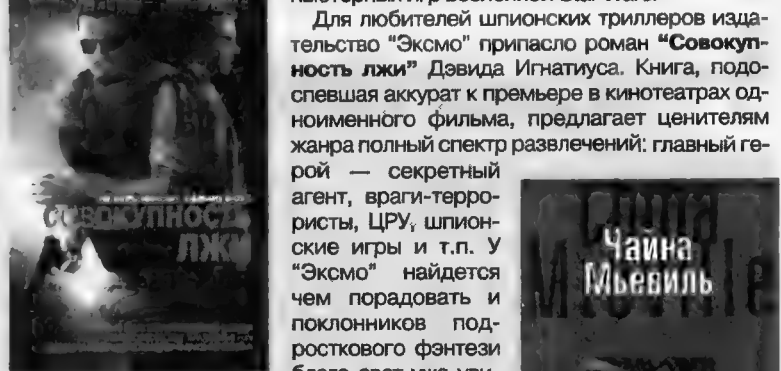 Для любителей шпионских триллеров изда-
тельство "Эксмо" припасло роман "Совокуп-
ность лжи" Дэвида Игнатиуса. Книга, подо-
спевшая аккурат к премьере в кинотеатрах од-
ноименного фильма, предлагает ценителям
жанра полный спектр развлечений: главный ге-
рой — секретный
агент, враги-терро-
ристы, ЦРУ, шпион-
ские игры и т.п. У
"Эксмо" найдется
чем порадовать и
поклонников под-
росткового фэнтези
СОВОКУПНОСТЬ
ЛЖИ
Чайна
Мьевиль